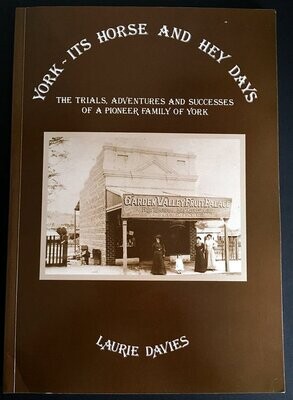 YORK - ITS HORSE AND HEY DAYS
THE TRIALS, ADVENTURES AND SUCCESSES
OF A PIONEER FAMILY OF YORK
GARDEN VALLEY FRUIT PALACE
LAURIE DAVIES